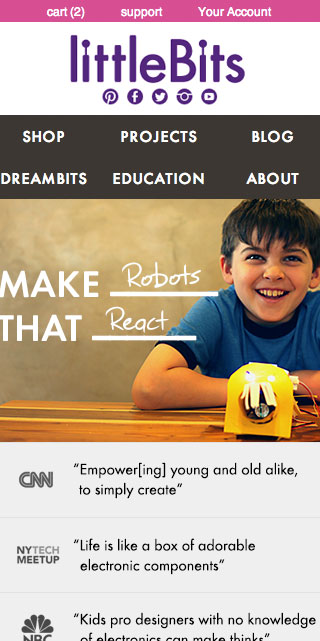 cart (2) support Your Account
littleBits
SHOP PROJECTS BLOG
DREAMBITS EDUCATION ABOUT
MAKE Robots
THAT React
CNN "Empower[ing] young and old alike,
to simply create"
NYTECH MEETUP "Life is like a box of adorable
electronic components"
NBC "Kids pro designers with no knowledge
of electronics can make thinks"